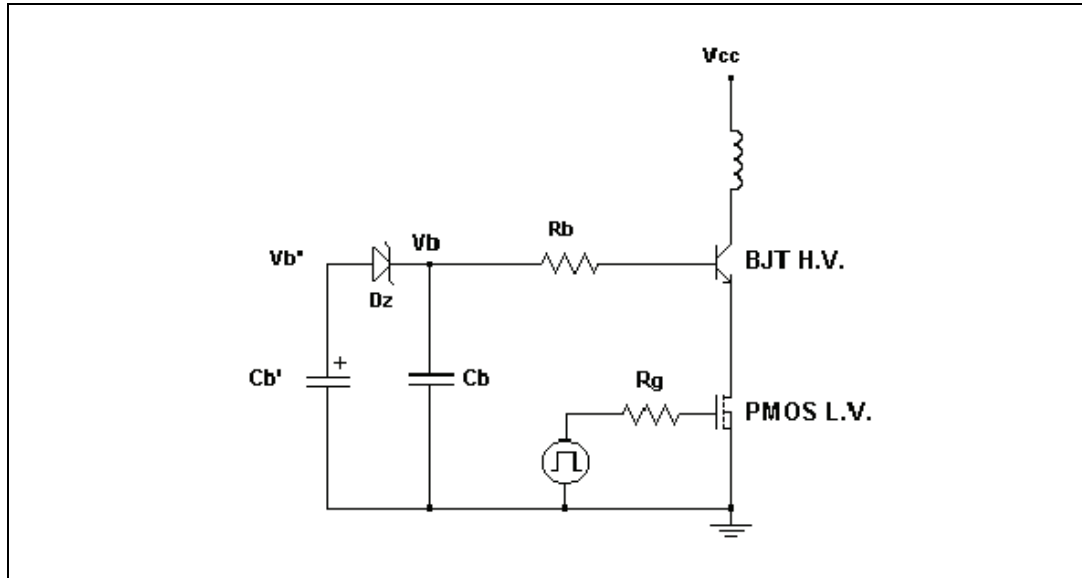 Vcc
Rb
Vb
Vb"
BJT H.V.
Dz
Rg
Cb'
+
Cb
PMOS L.V.